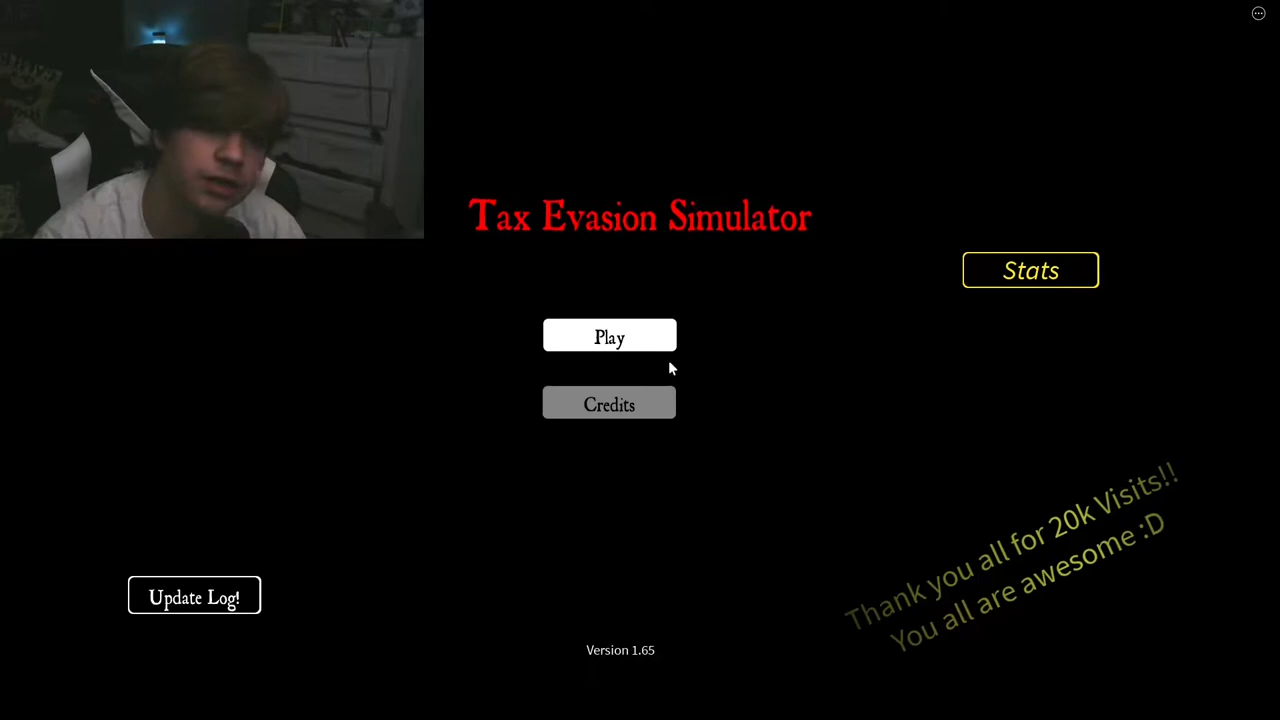 Tax Evasion Simulator
Stats
Play
Credits
Thank you all for 20k Visits!!
You all are awesome :D
Update Log!
Version 1.65